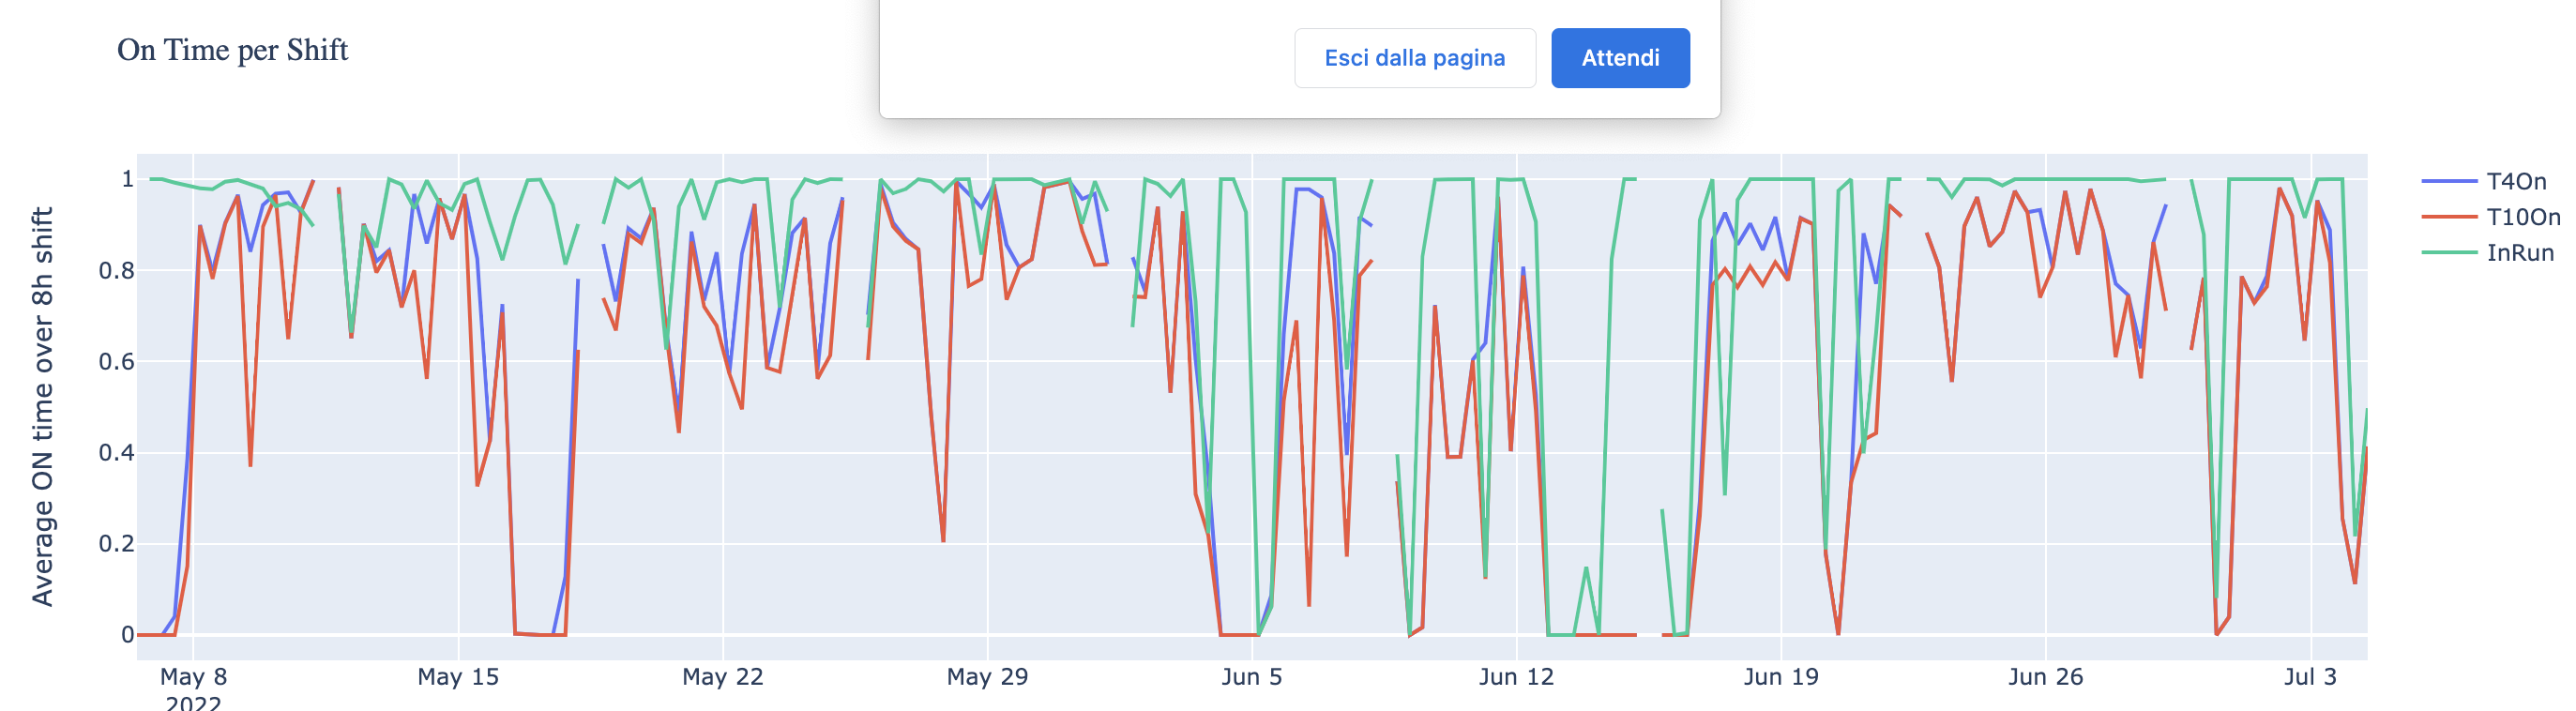 Esci dalla pagina
Attendi
On Time per Shift
Average ON time over 8h shift
1
0.8
0.6
0.4
0.2
0
May 8
2022
May 15
May 22
May 29
Jun 5
Jun 12
Jun 19
Jun 26
Jul 3
T4On
T10On
InRun